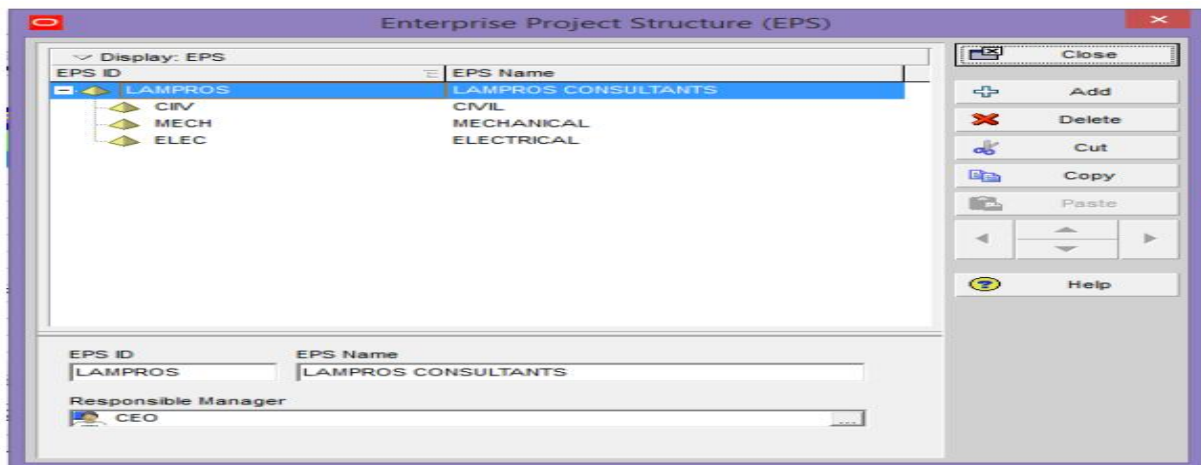 Enterprise Project Structure (EPS)
Display: EPS
EPS ID EPS Name
LAMPROS LAMPROS CONSULTANTS
CIIV CIVIL
MECH MECHANICAL
ELEC ELECTRICAL
Close
Add
Delete
Cut
Copy
Paste
Help
EPS ID EPS Name
LAMPROS LAMPROS CONSULTANTS
Responsible Manager
CEO ...